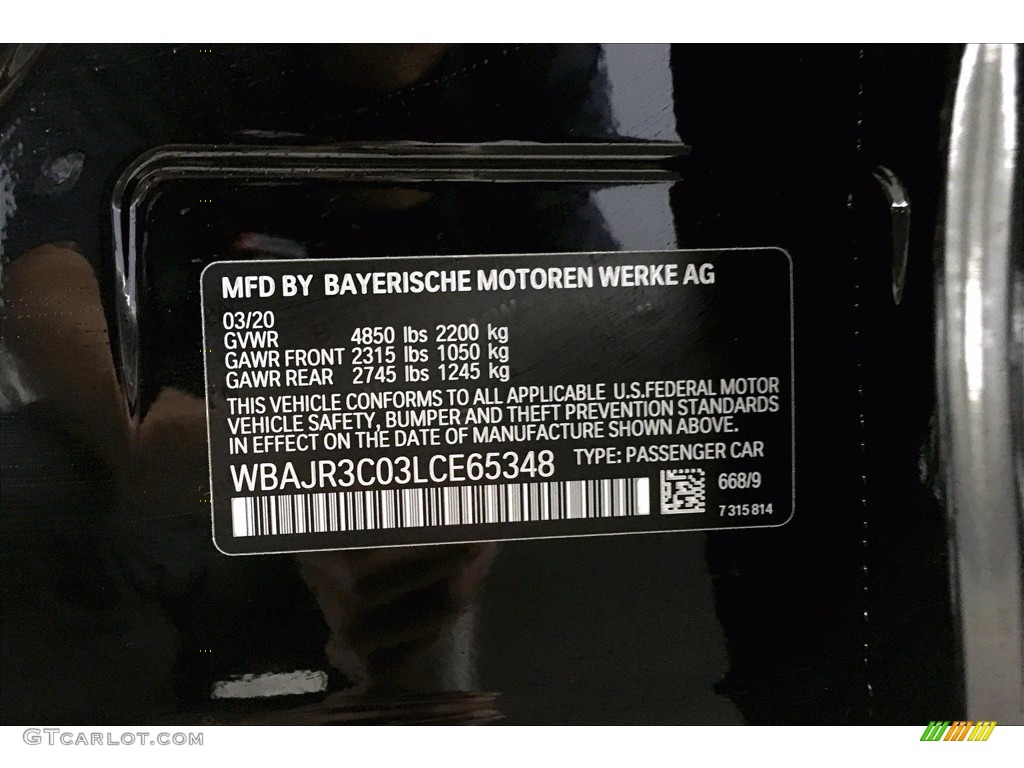 MFD BY BAYERISCHE MOTOREN WERKE AG
03/20
GVWR 4850 lbs 2200 kg
GAWR FRONT 2315 lbs 1050 kg
GAWR REAR 2745 lbs 1245 kg
THIS VEHICLE CONFORMS TO ALL APPLICABLE U.S.FEDERAL MOTOR
VEHICLE SAFETY, BUMPER AND THEFT PREVENTION STANDARDS
IN EFFECT ON THE DATE OF MANUFACTURE SHOWN ABOVE.
WBAJR3C03LCE65348 TYPE: PASSENGER CAR
668/9
7 315 814
GTCARLOT.COM